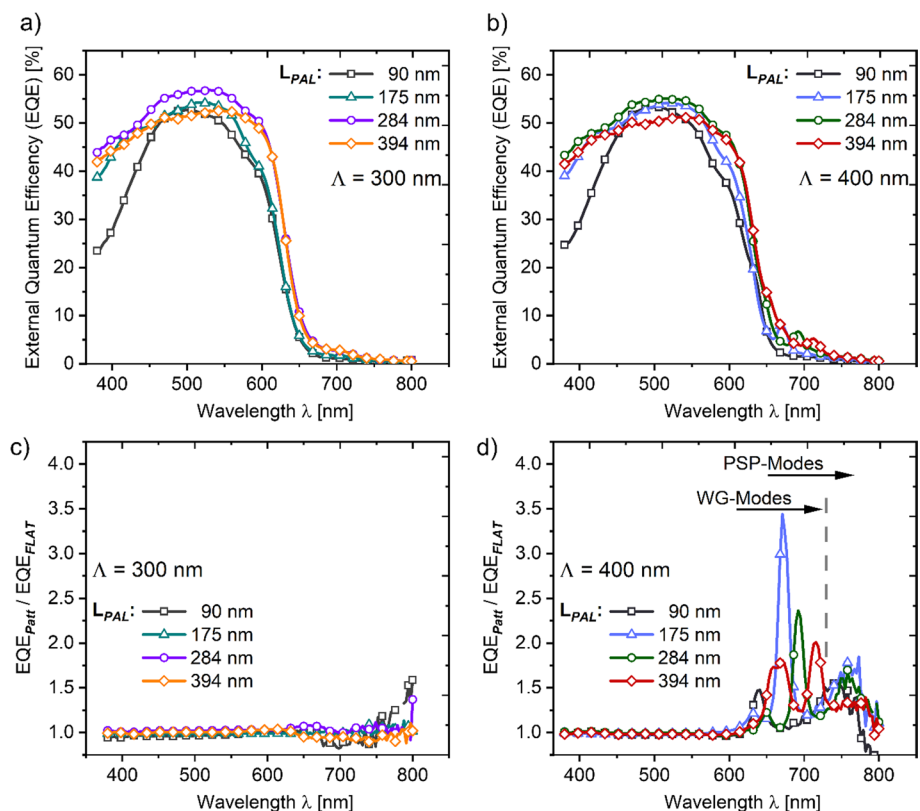 a)
External Quantum Efficency (EQE) [%]
60
50
40
30
20
10
0
L_PAL:
90 nm
175 nm
284 nm
394 nm
Λ = 300 nm
400 500 600 700 800
Wavelength λ [nm]
b)
External Quantum Efficency (EQE) [%]
60
50
40
30
20
10
0
L_PAL:
90 nm
175 nm
284 nm
394 nm
Λ = 400 nm
400 500 600 700 800
Wavelength λ [nm]
c)
EQE_Patt / EQE_FLAT
4.0
3.5
3.0
2.5
2.0
1.5
1.0
Λ = 300 nm
L_PAL:
90 nm
175 nm
284 nm
394 nm
400 500 600 700 800
Wavelength λ [nm]
d)
EQE_Patt / EQE_FLAT
4.0
3.5
3.0
2.5
2.0
1.5
1.0
PSP-Modes
WG-Modes
Λ = 400 nm
L_PAL:
90 nm
175 nm
284 nm
394 nm
400 500 600 700 800
Wavelength λ [nm]